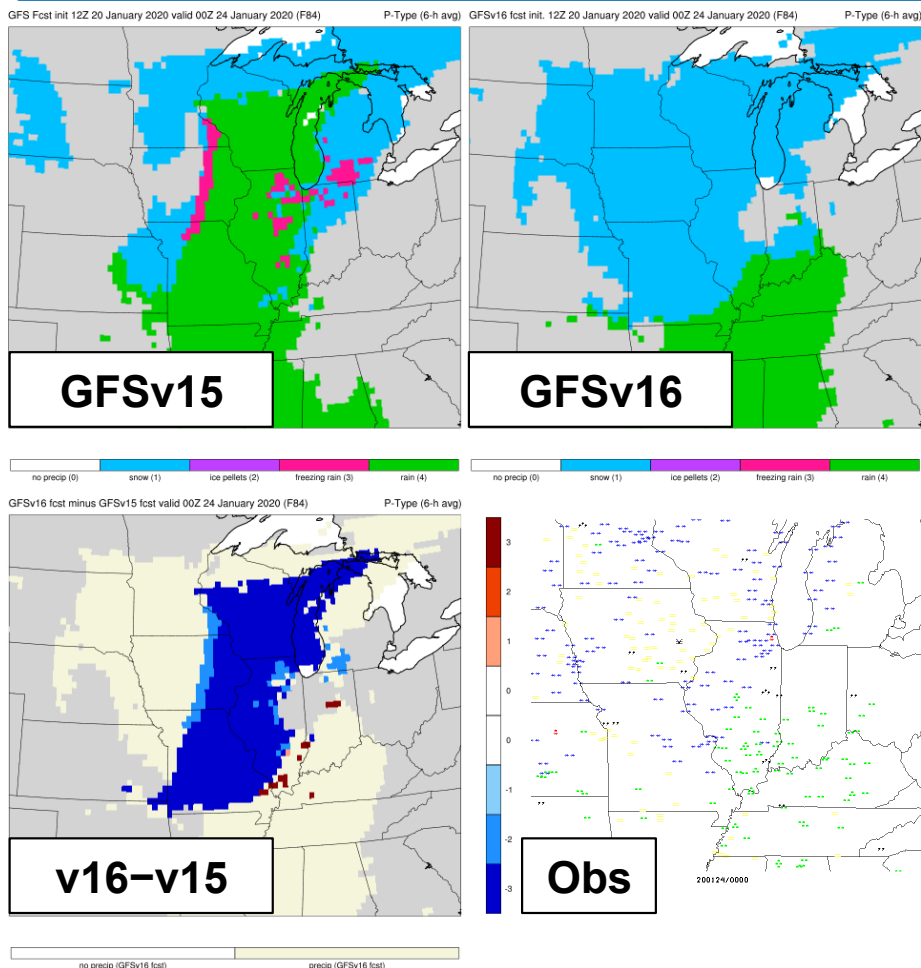 GFS Fcst init 12Z 20 January 2020 valid 00Z 24 January 2020 (F84) P-Type (6-h avg)
GFSv16 fcst init. 12Z 20 January 2020 valid 00Z 24 January 2020 (F84) P-Type (6-h avg)
GFSv15
GFSv16
no precip (0) snow (1) ice pellets (2) freezing rain (3) rain (4)
no precip (0) snow (1) ice pellets (2) freezing rain (3) rain (4)
GFSv16 fcst minus GFSv15 fcst valid 00Z 24 January 2020 (F84) P-Type (6-h avg)
3
2
1
0
0
-1
-2
-3
v16−v15
Obs
200124/0000
no precip (GFSv16 fcst) precip (GFSv16 fcst)